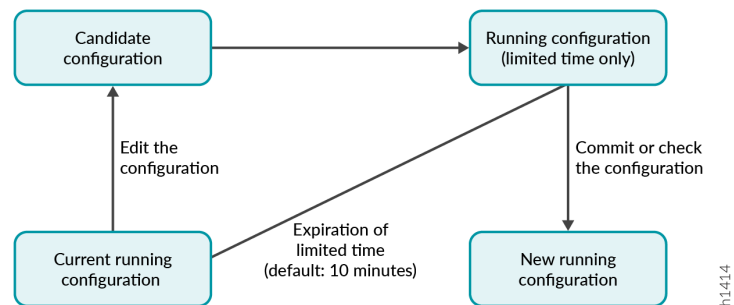 Candidate
configuration
Running configuration
(limited time only)
Edit the
configuration
Commit or check
the configuration
Expiration of
limited time
(default: 10 minutes)
Current running
configuration
New running
configuration
h1414